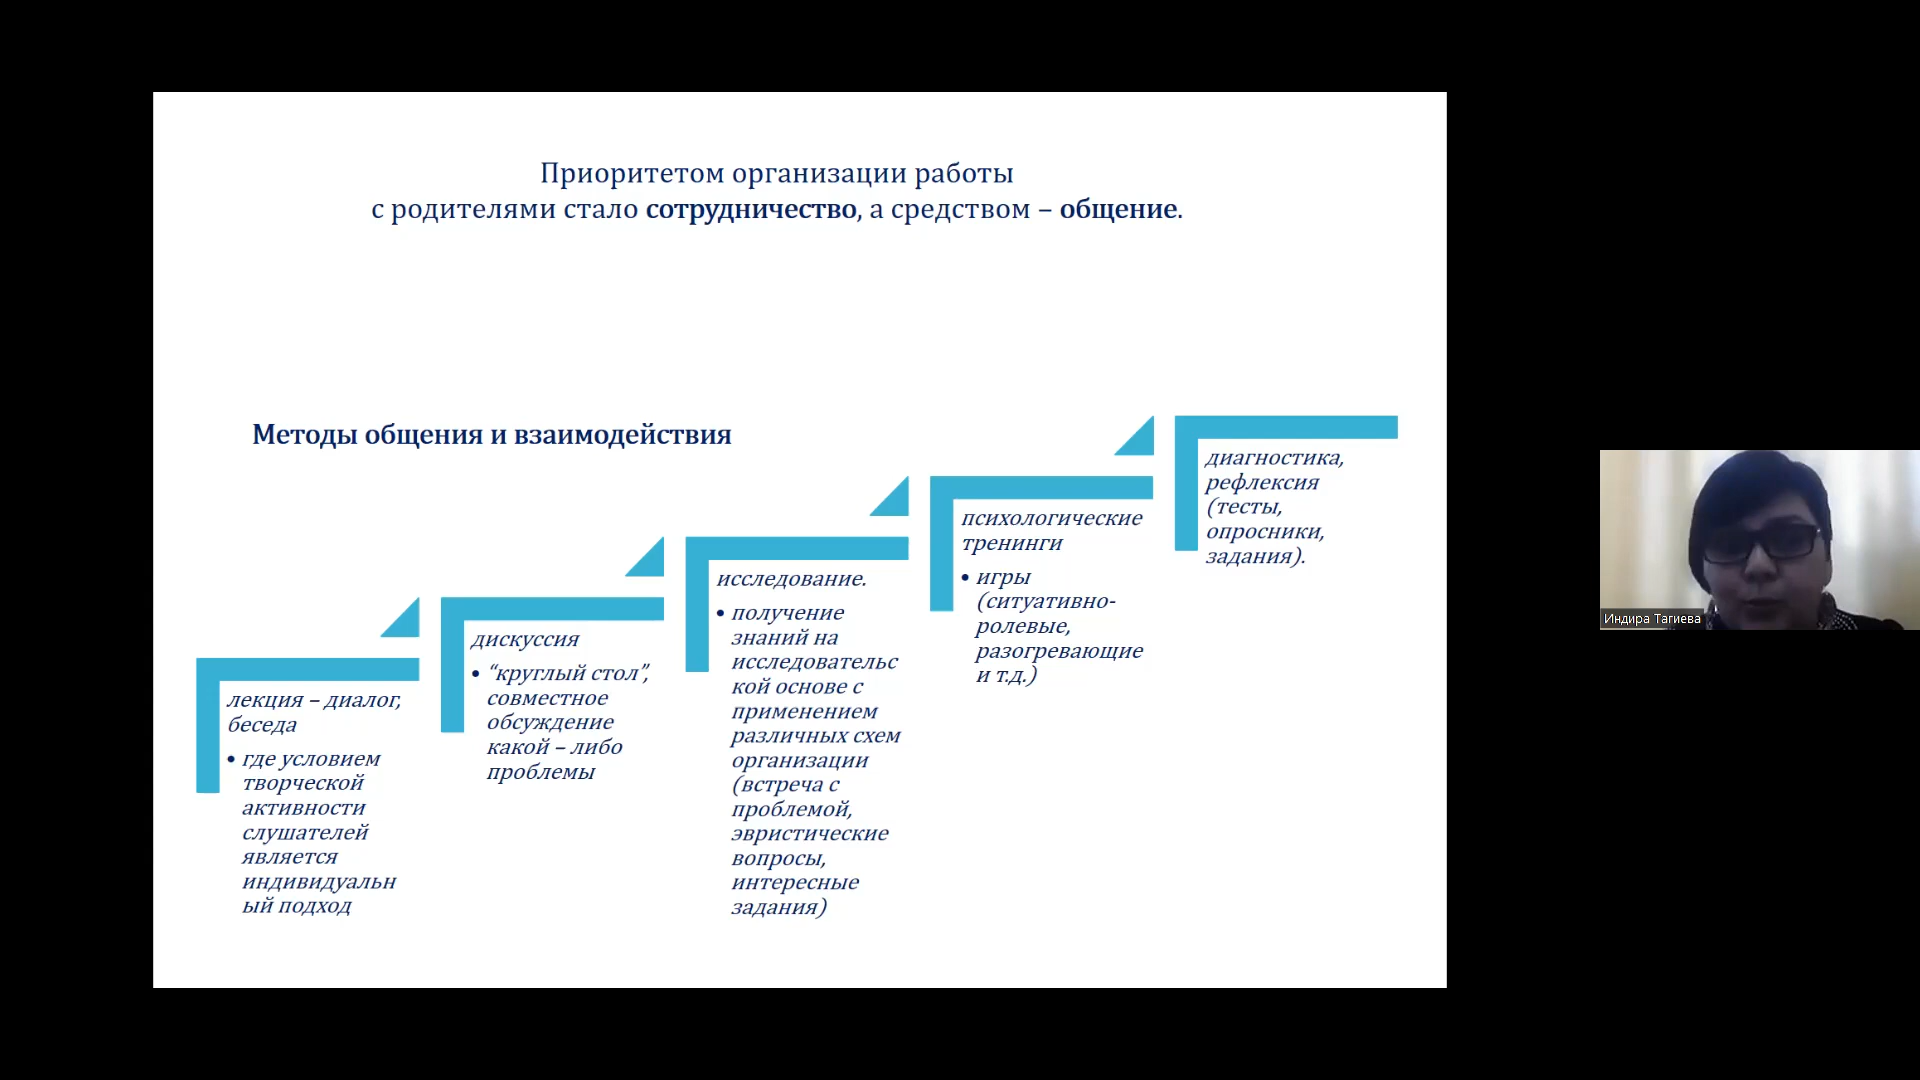 Приоритетом организации работы
с родителями стало сотрудничество, а средством – общение.
Методы общения и взаимодействия
лекция – диалог,
беседа
• где условием
творческой
активности
слушателей
является
индивидуальн
ый подход
дискуссия
• “круглый стол”,
совместное
обсуждение
какой – либо
проблемы
исследование.
• получение
знаний на
исследовательс
кой основе с
применением
различных схем
организации
(встреча с
проблемой,
эвристические
вопросы,
интересные
задания)
психологические
тренинги
• игры
(ситуативно-
ролевые,
разогревающие
и т.д.)
диагностика,
рефлексия
(тесты,
опросники,
задания).
Индира Тагиева